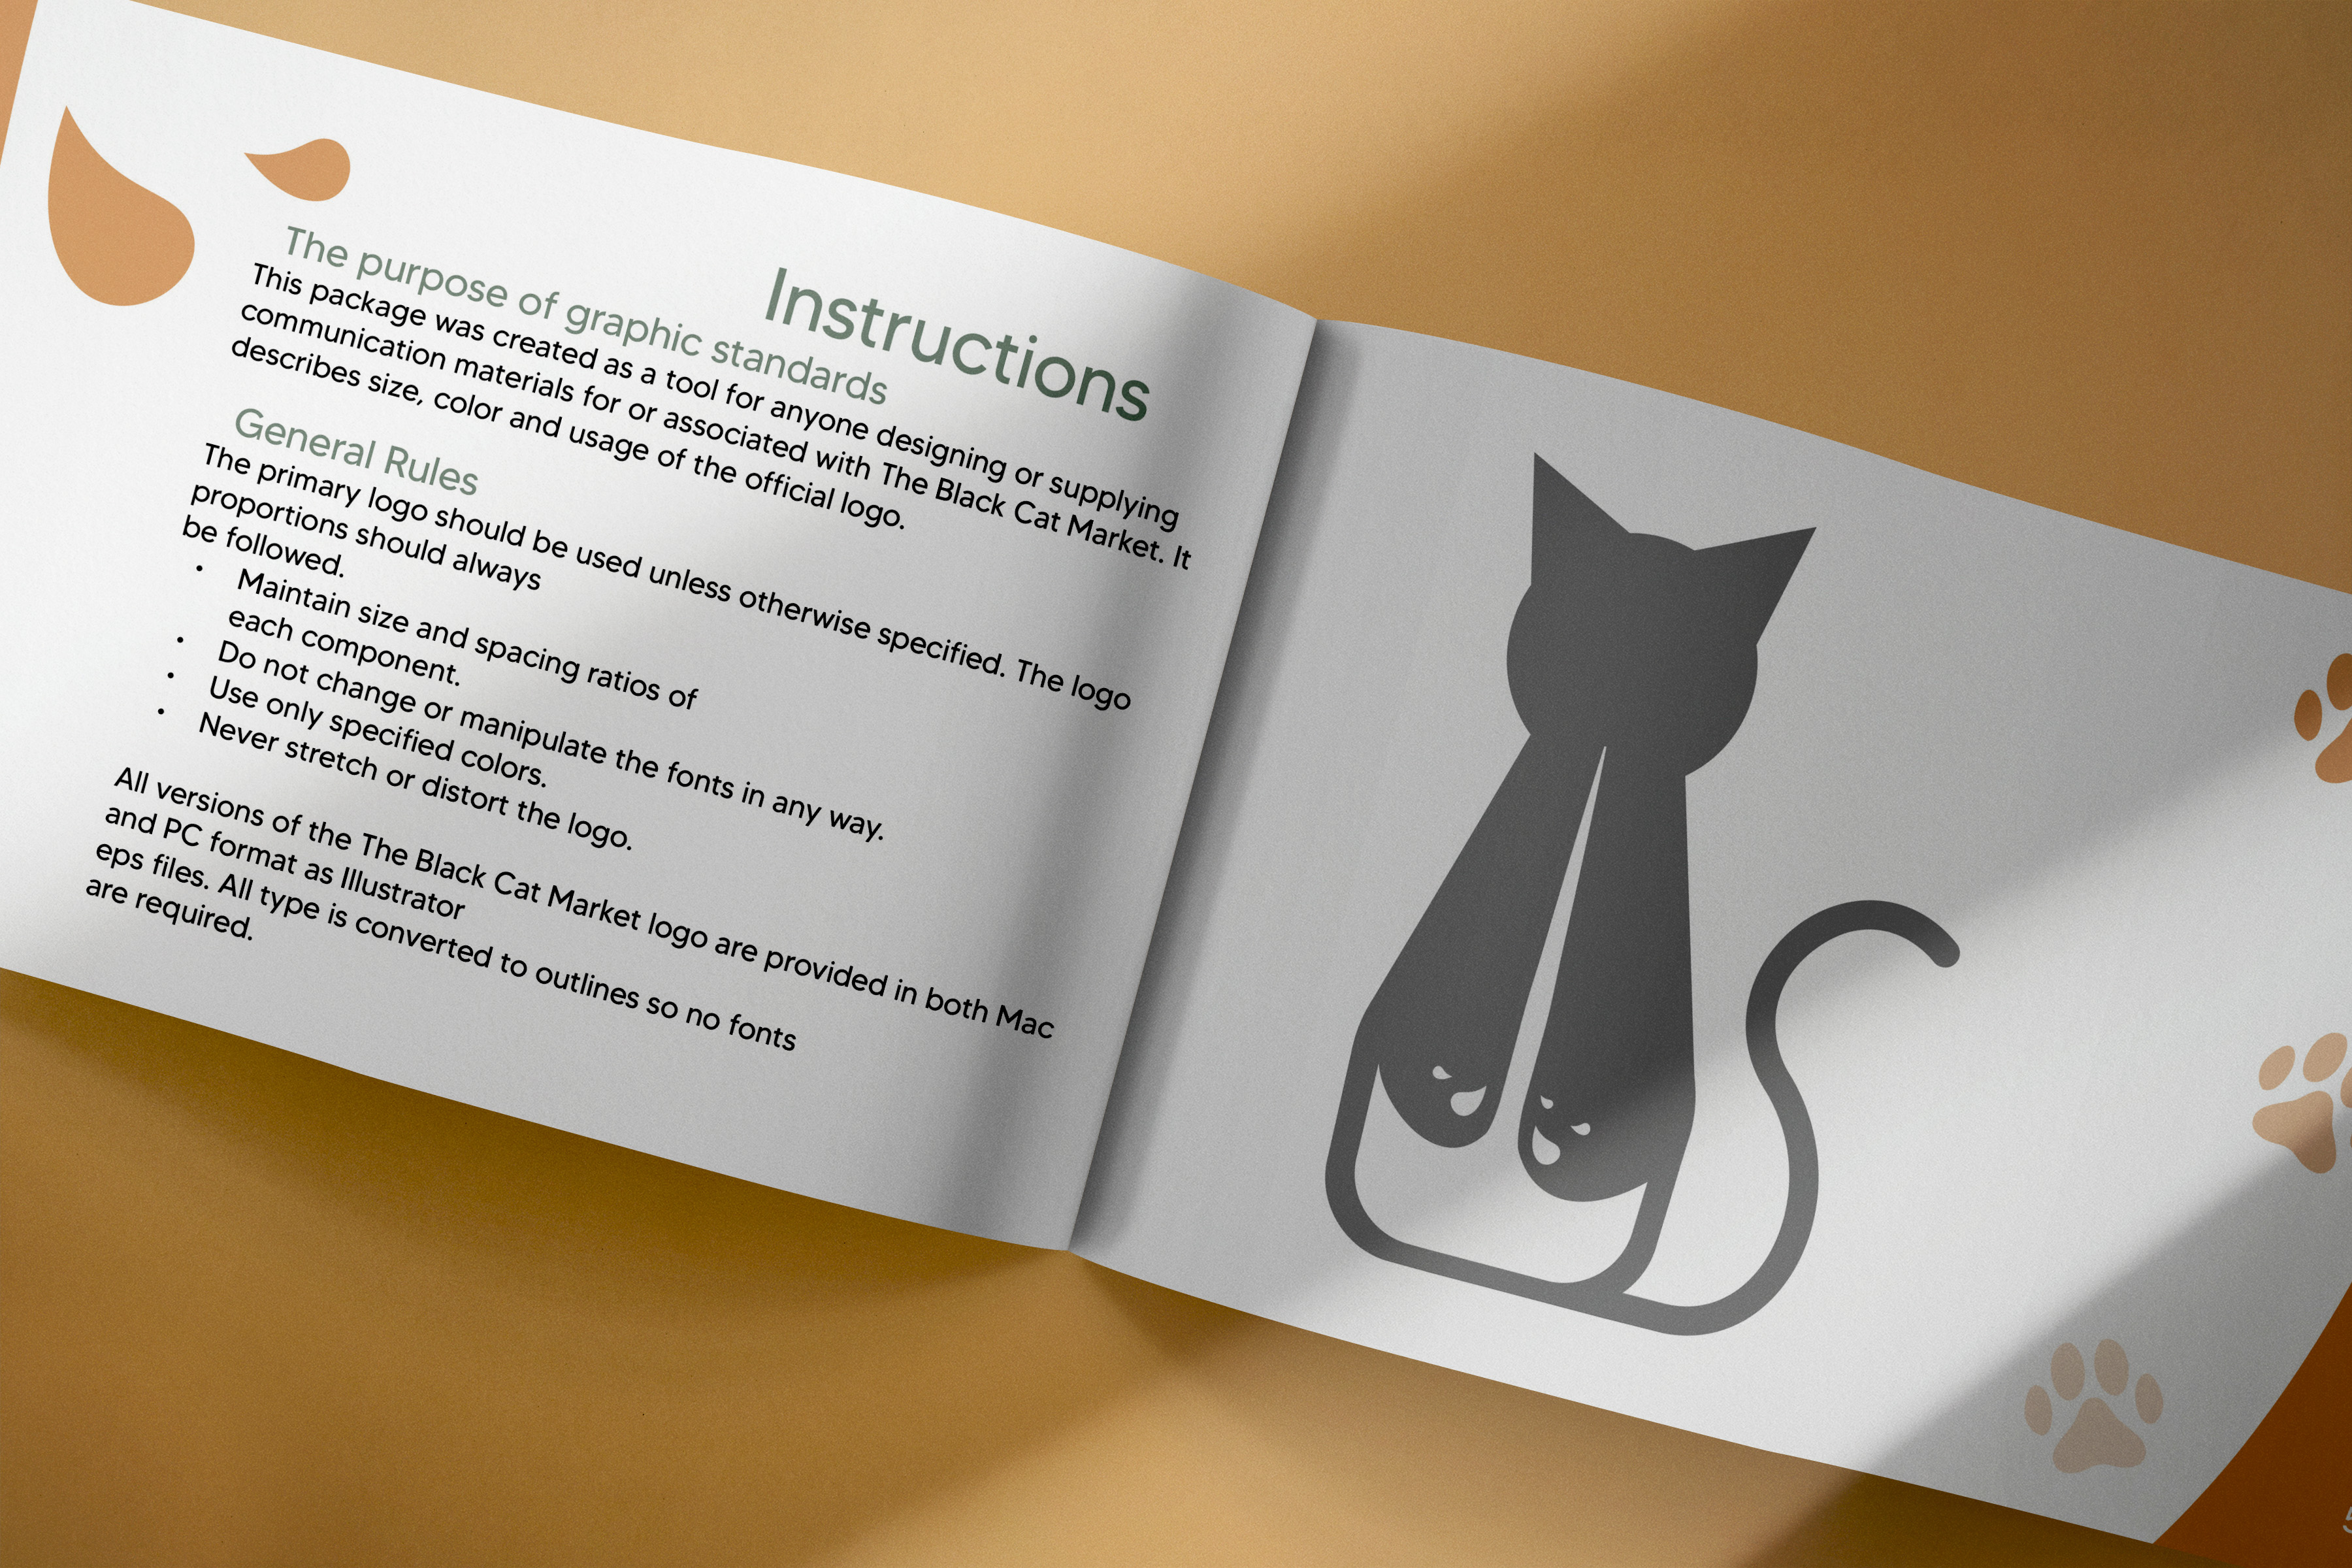 Instructions
The purpose of graphic standards
This package was created as a tool for anyone designing or supplying
communication materials for or associated with The Black Cat Market. It
describes size, color and usage of the official logo.
General Rules
The primary logo should be used unless otherwise specified. The logo
proportions should always
be followed.
• Maintain size and spacing ratios of
each component.
• Do not change or manipulate the fonts in any way.
• Use only specified colors.
• Never stretch or distort the logo.
All versions of the The Black Cat Market logo are provided in both Mac
and PC format as Illustrator
eps files. All type is converted to outlines so no fonts
are required.